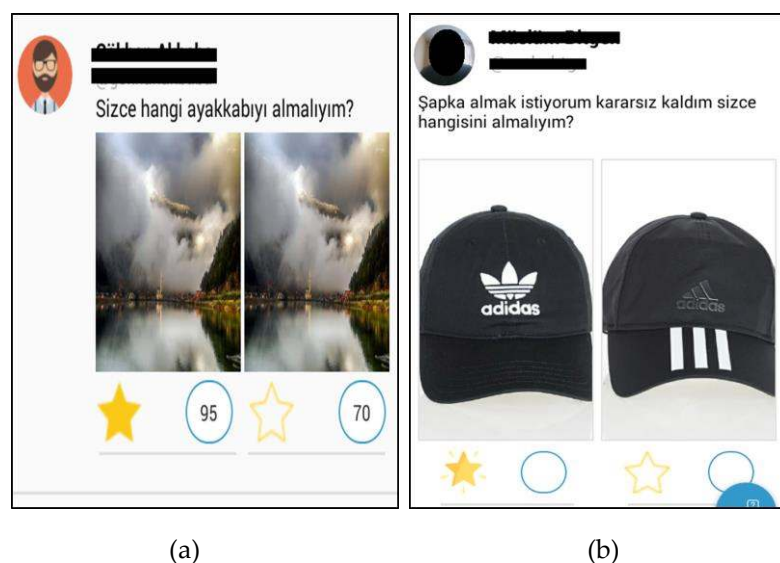 Sizce hangi ayakkabıyı almalıyım?
95
70
(a)
Şapka almak istiyorum kararsız kaldım sizce
hangisini almalıyım?
adidas
adidas
(b)